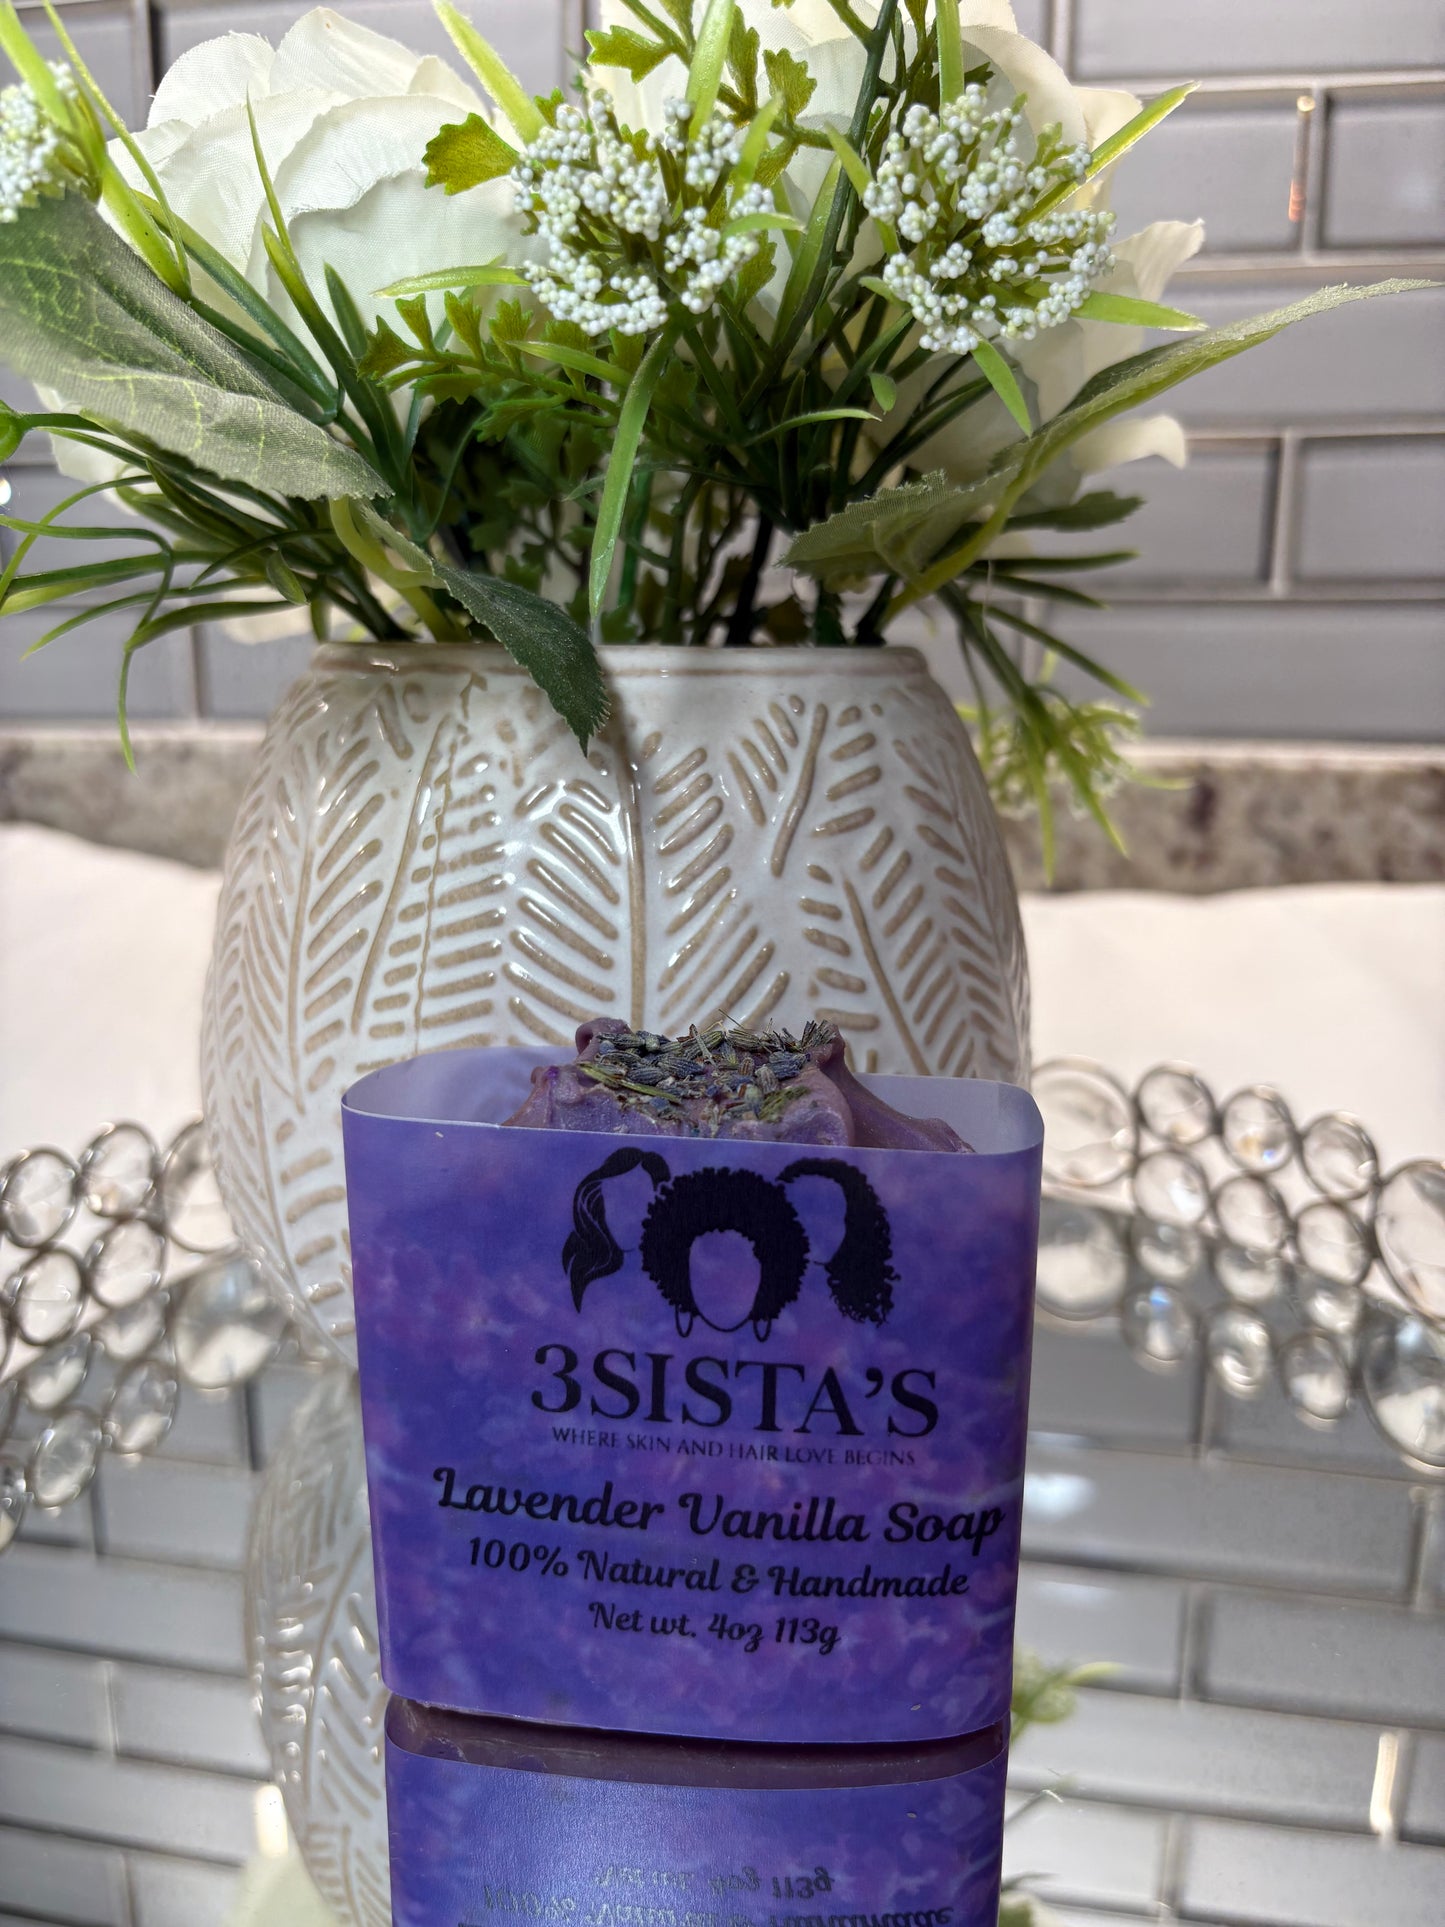 3SISTA'S
WHERE SKIN AND HAIR LOVE BEGINS
Lavender Vanilla Soap
100% Natural & Handmade
Net wt. 4oz 113g